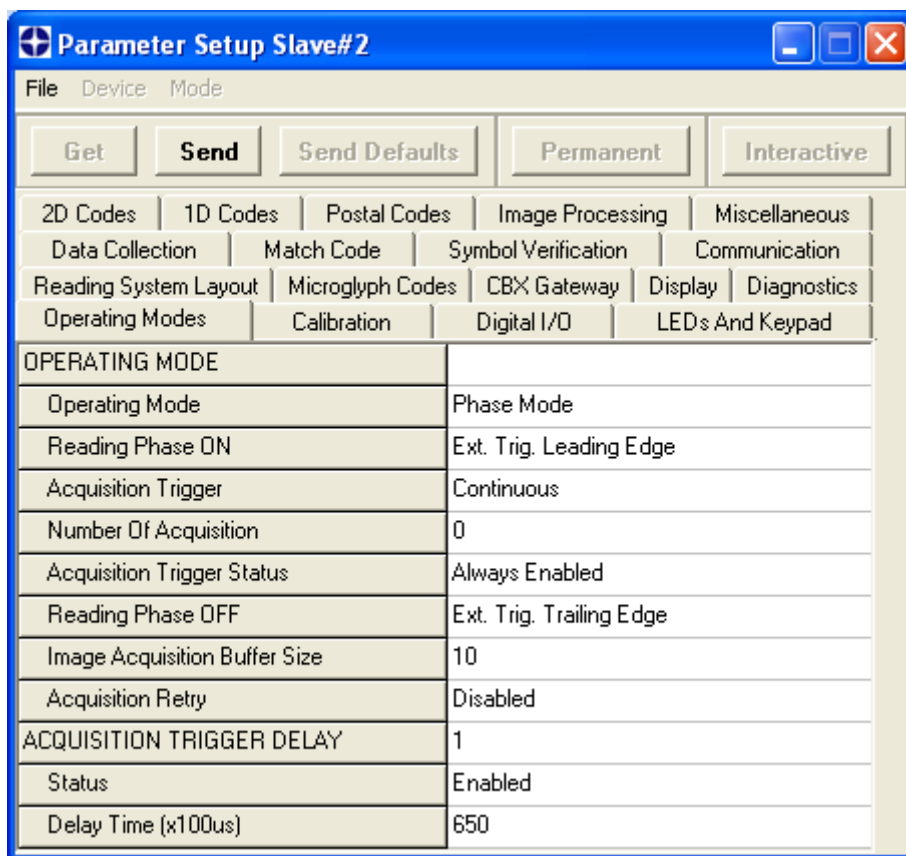 Parameter Setup Slave#2
File Device Mode
Get Send Send Defaults Permanent Interactive
2D Codes 1D Codes Postal Codes Image Processing Miscellaneous
Data Collection Match Code Symbol Verification Communication
Reading System Layout Microglyph Codes CBX Gateway Display Diagnostics
Operating Modes Calibration Digital I/O LEDs And Keypad
OPERATING MODE
Operating Mode Phase Mode
Reading Phase ON Ext. Trig. Leading Edge
Acquisition Trigger Continuous
Number Of Acquisition 0
Acquisition Trigger Status Always Enabled
Reading Phase OFF Ext. Trig. Trailing Edge
Image Acquisition Buffer Size 10
Acquisition Retry Disabled
ACQUISITION TRIGGER DELAY 1
Status Enabled
Delay Time (x100us) 650